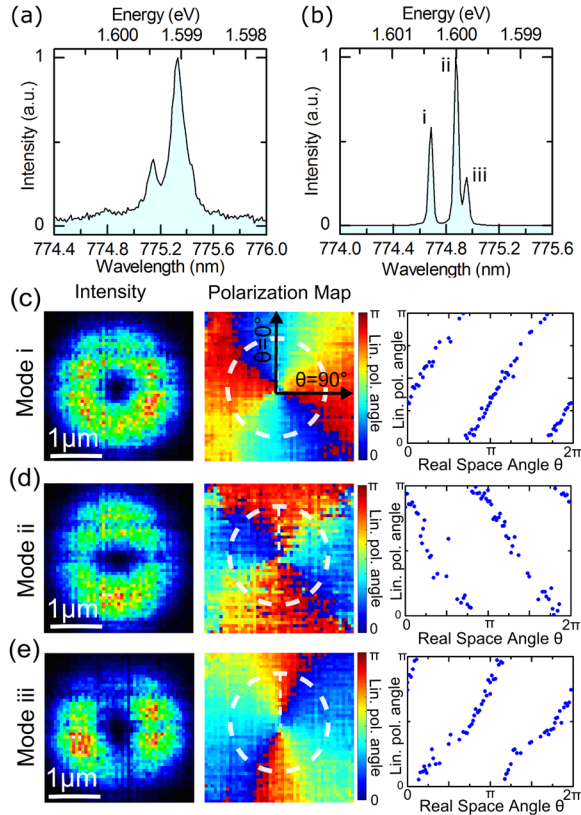 (a)
Energy (eV)
1.600 1.599 1.598
1
Intensity (a.u.)
0
774.4 774.8 775.2 775.6 776.0
Wavelength (nm)
(b)
Energy (eV)
1.601 1.600 1.599
1
ii
i
iii
Intensity (a.u.)
0
774.0 774.4 774.8 775.2 775.6
Wavelength (nm)
(c)
Intensity
Polarization Map
Mode i
1μm
θ=0°
θ=90°
π
Lin. pol. angle
0
π
Lin. pol. angle
0
0 π 2π
Real Space Angle θ
(d)
Mode ii
1μm
π
Lin. pol. angle
0
π
Lin. pol. angle
0
0 π 2π
Real Space Angle θ
(e)
Mode iii
1μm
π
Lin. pol. angle
0
π
Lin. pol. angle
0
0 π 2π
Real Space Angle θ